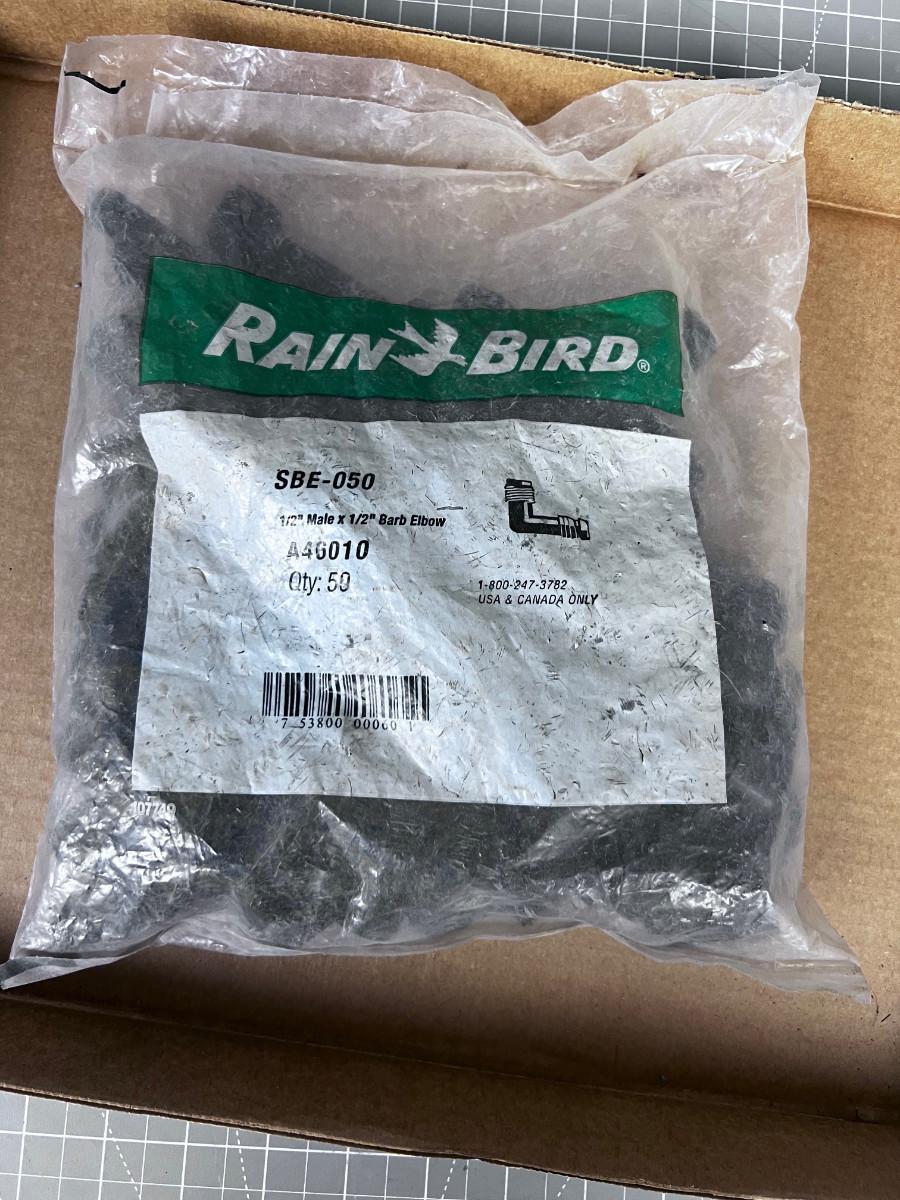 RAIN BIRD®
SBE-050
1/2" Male x 1/2" Barb Elbow
A46010
Qty: 50
1-800-247-3782
USA & CANADA ONLY
7 53800 00060 1
107749